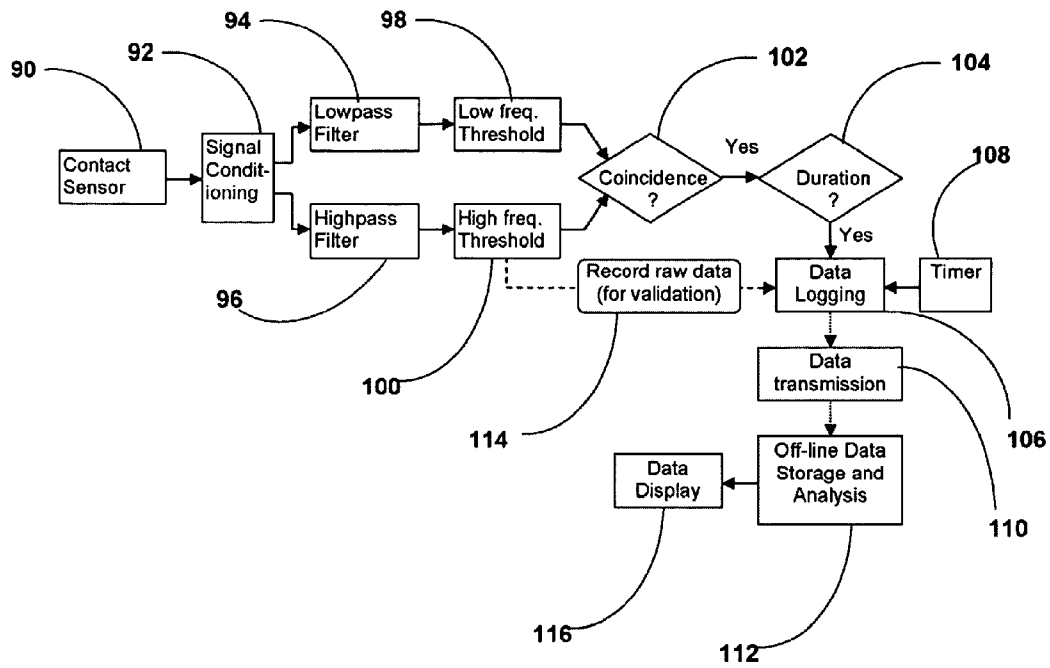 94
98
92
102
104
90
Lowpass
Filter
Low freq.
Threshold
Contact
Sensor
Signal
Condit-
ioning
Coincidence
?
Yes
Duration
?
108
Highpass
Filter
High freq.
Threshold
Yes
Record raw data
(for validation)
Data
Logging
Timer
96
100
114
Data
transmission
106
Off-line Data
Storage and
Analysis
Data
Display
110
116
112